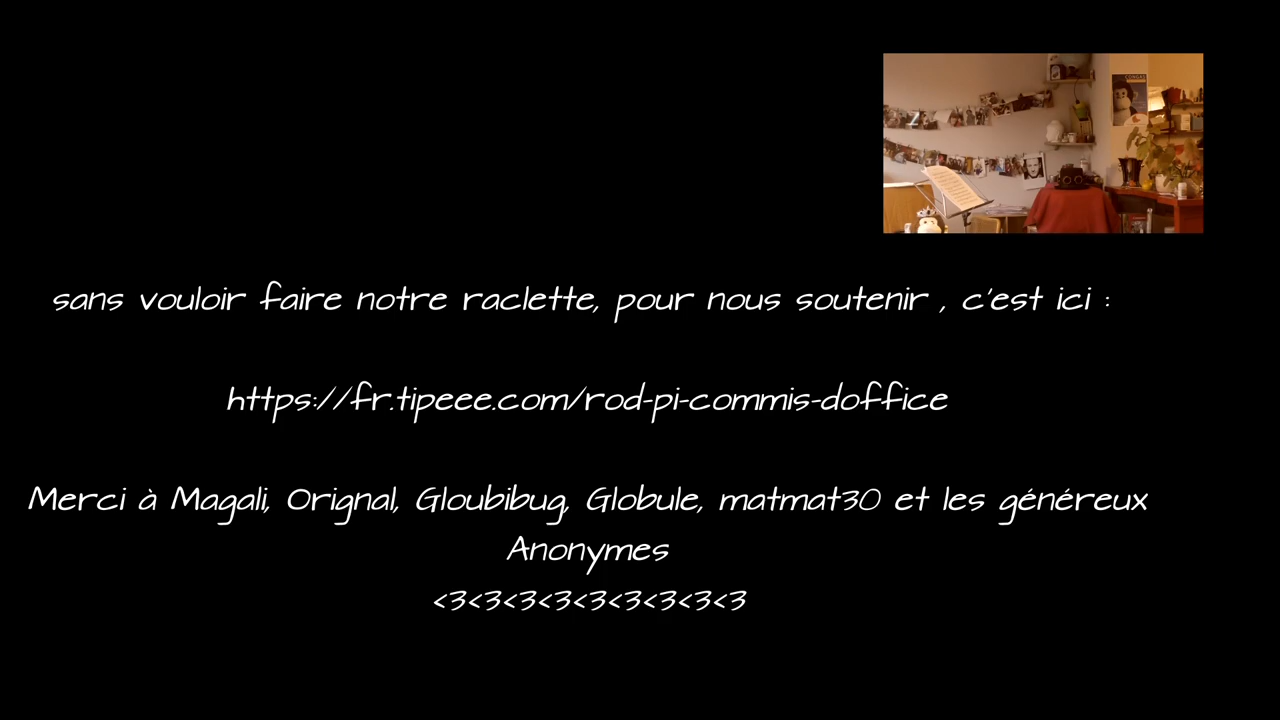 CONGAS
sans vouloir faire notre raclette, pour nous soutenir , c'est ici :
https://fr.tipeee.com/rod-pi-commis-doffice
Merci à Magali, Orignal, Gloubibug, Globule, matmat30 et les généreux
Anonymes
<3<3<3<3<3<3<3<3<3